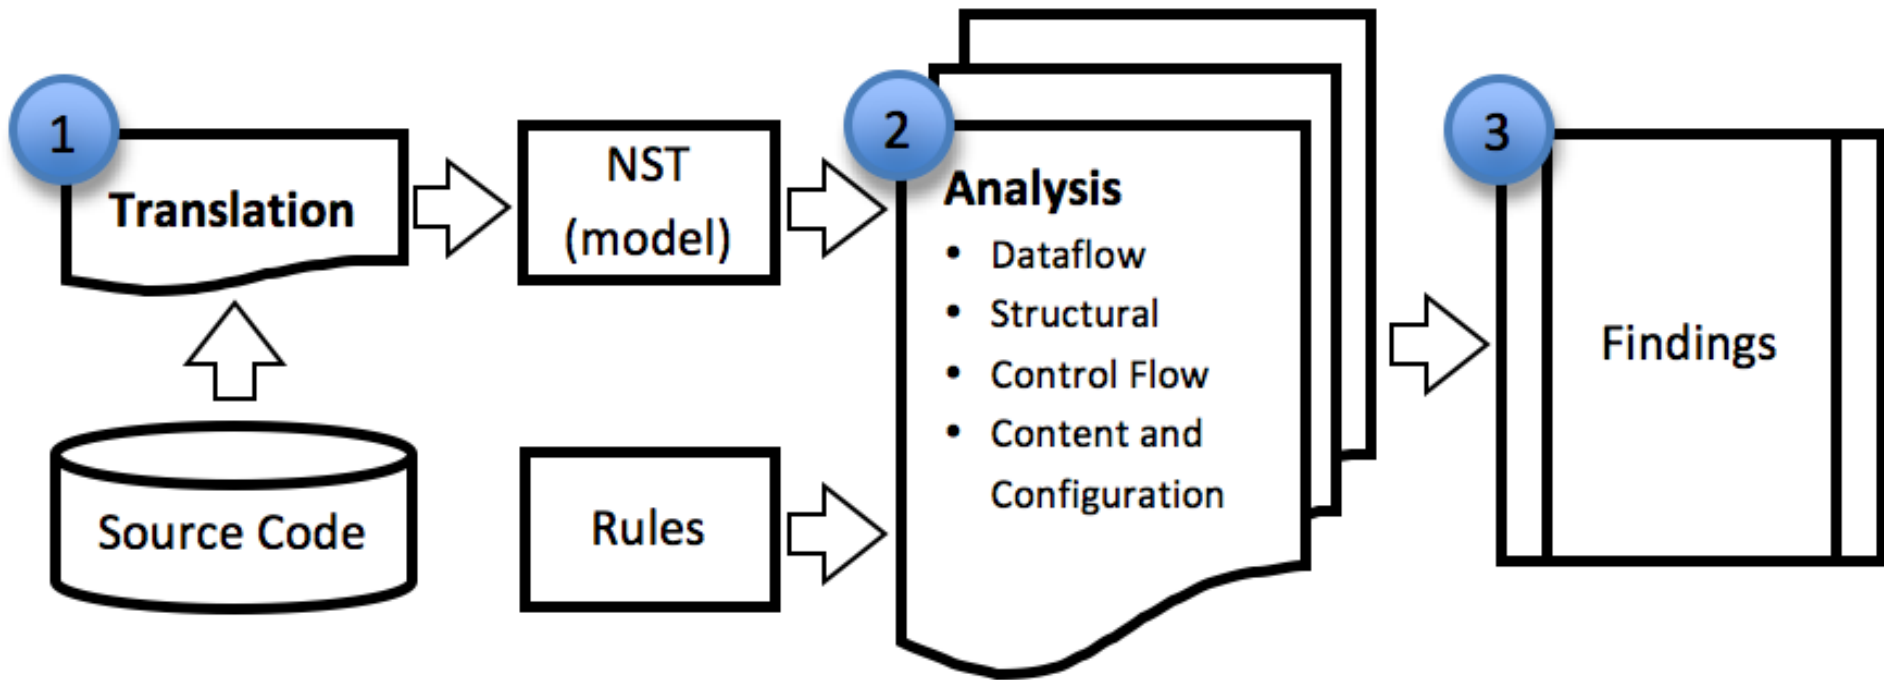 1
Translation
Source Code
NST
(model)
Rules
2
Analysis
• Dataflow
• Structural
• Control Flow
• Content and
Configuration
3
Findings